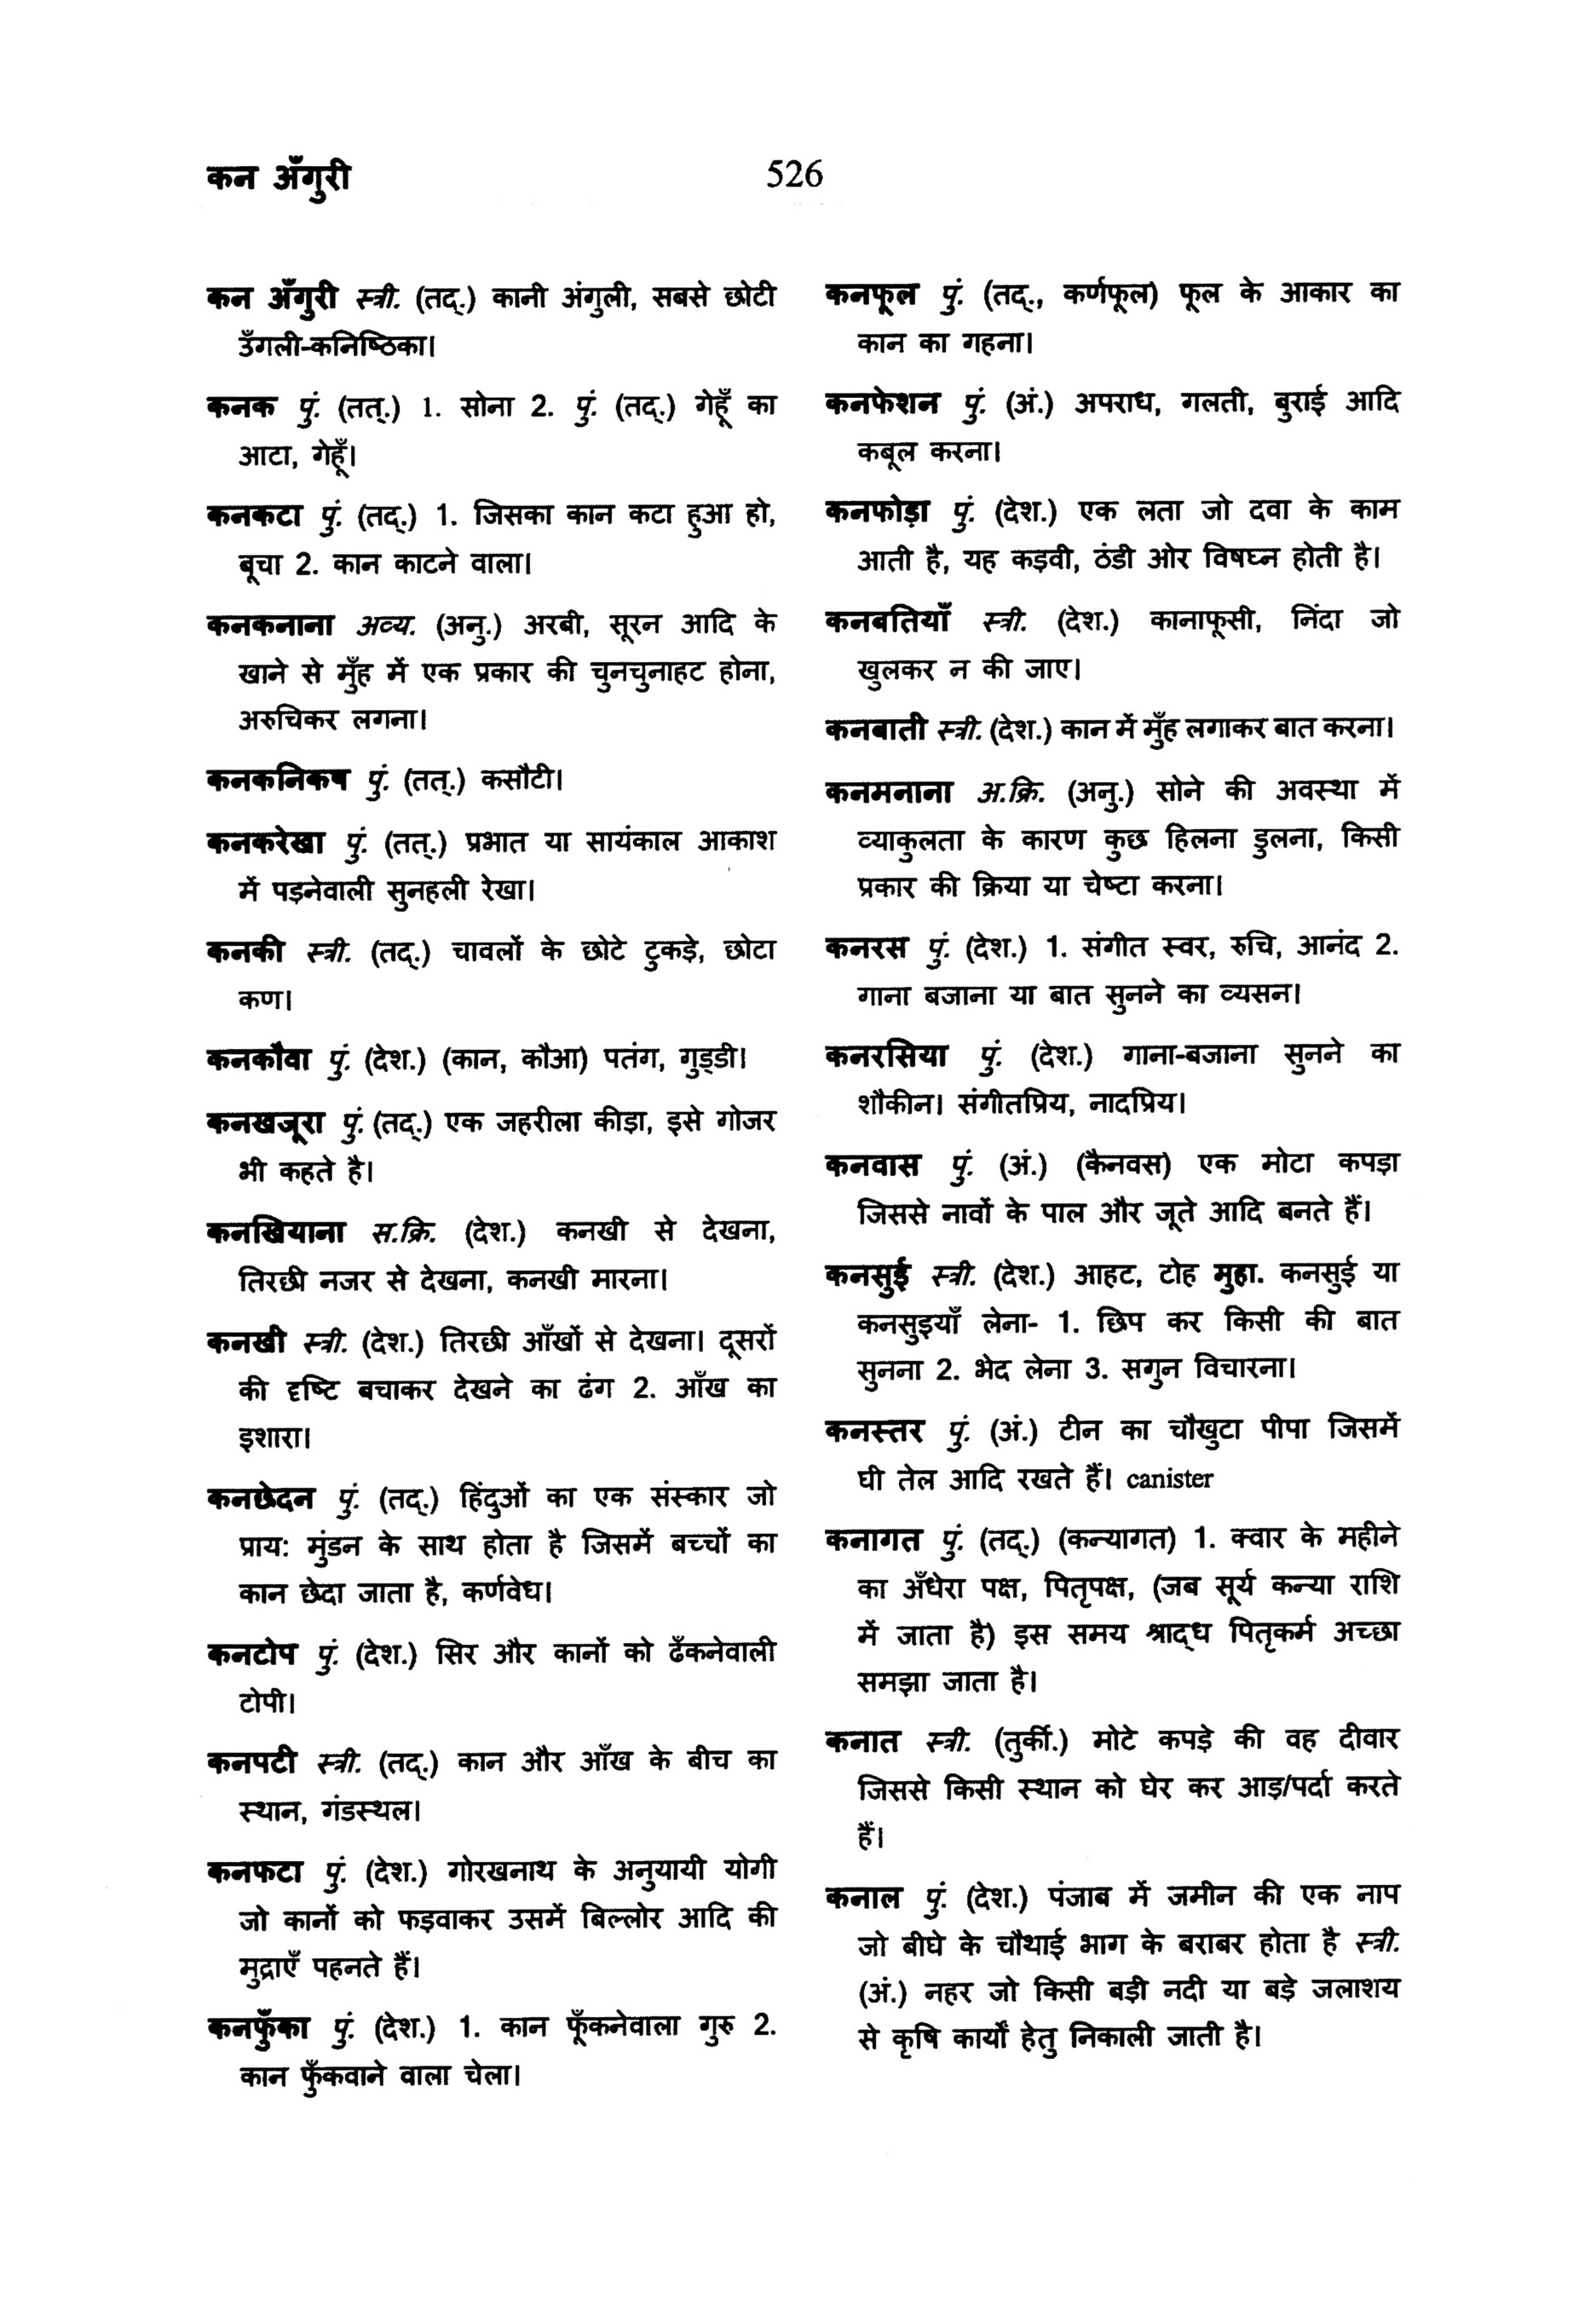 कन अँगुरी
526
कन अँगुरी स्त्री. (तद्.) कानी अंगुली, सबसे छोटी
उँगली-कनिष्ठिका।
कनक पुं. (तत्.) 1. सोना 2. पुं. (तद्.) गेहूँ का
आटा, गेहूँ।
कनकटा पुं. (तद्.) 1. जिसका कान कटा हुआ हो,
बूचा 2. कान काटने वाला।
कनकनाना अव्य. (अनु.) अरबी, सूरन आदि के
खाने से मुँह में एक प्रकार की चुनचुनाहट होना,
अरुचिकर लगना।
कनकनिकष पुं. (तत्.) कसौटी।
कनकरेखा पुं. (तत्.) प्रभात या सायंकाल आकाश
में पड़नेवाली सुनहली रेखा।
कनकी स्त्री. (तद्.) चावलों के छोटे टुकड़े, छोटा
कण।
कनकौवा पुं. (देश.) (कान, कौआ) पतंग, गुड्डी।
कनखजूरा पुं. (तद्.) एक जहरीला कीड़ा, इसे गोजर
भी कहते है।
कनखियाना स.क्रि. (देश.) कनखी से देखना,
तिरछी नजर से देखना, कनखी मारना।
कनखी स्त्री. (देश.) तिरछी आँखों से देखना। दूसरों
की दृष्टि बचाकर देखने का ढंग 2. आँख का
इशारा।
कनछेदन पुं. (तद्.) हिंदुओं का एक संस्कार जो
प्राय: मुंडन के साथ होता है जिसमें बच्चों का
कान छेदा जाता है, कर्णवेध।
कनटोप पुं. (देश.) सिर और कानों को ढँकनेवाली
टोपी।
कनपटी स्त्री. (तद्.) कान और आँख के बीच का
स्थान, गंडस्थल।
कनफटा पुं. (देश.) गोरखनाथ के अनुयायी योगी
जो कानों को फड़वाकर उसमें बिल्लोर आदि की
मुद्राएँ पहनते हैं।
कनफुँका पुं. (देश.) 1. कान फूँकनेवाला गुरु 2.
कान फुँकवाने वाला चेला।
कनफूल पुं. (तद्., कर्णफूल) फूल के आकार का
कान का गहना।
कनफेशन पुं. (अं.) अपराध, गलती, बुराई आदि
कबूल करना।
कनफोड़ा पुं. (देश.) एक लता जो दवा के काम
आती है, यह कड़वी, ठंडी ओर विषघ्न होती है।
कनबतियाँ स्त्री. (देश.) कानाफूसी, निंदा जो
खुलकर न की जाए।
कनबाती स्त्री. (देश.) कान में मुँह लगाकर बात करना।
कनमनाना अ.क्रि. (अनु.) सोने की अवस्था में
व्याकुलता के कारण कुछ हिलना डुलना, किसी
प्रकार की क्रिया या चेष्टा करना।
कनरस पुं. (देश.) 1. संगीत स्वर, रुचि, आनंद 2.
गाना बजाना या बात सुनने का व्यसन।
कनरसिया पुं. (देश.) गाना-बजाना सुनने का
शौकीन। संगीतप्रिय, नादप्रिय।
कनवास पुं. (अं.) (कैनवस) एक मोटा कपड़ा
जिससे नावों के पाल और जूते आदि बनते हैं।
कनसुई स्त्री. (देश.) आहट, टोह मुहा. कनसुई या
कनसुइयाँ लेना- 1. छिप कर किसी की बात
सुनना 2. भेद लेना 3. सगुन विचारना।
कनस्तर पुं. (अं.) टीन का चौखुटा पीपा जिसमें
घी तेल आदि रखते हैं। canister
कनागत पुं. (तद्.) (कन्यागत) 1. क्वार के महीने
का अँधेरा पक्ष, पितृपक्ष, (जब सूर्य कन्या राशि
में जाता है) इस समय श्राद्ध पितृकर्म अच्छा
समझा जाता है।
कनात स्त्री. (तुर्की.) मोटे कपड़े की वह दीवार
जिससे किसी स्थान को घेर कर आड़/पर्दा करते
हैं।
कनाल पुं. (देश.) पंजाब में जमीन की एक नाप
जो बीघे के चौथाई भाग के बराबर होता है स्त्री.
(अं.) नहर जो किसी बड़ी नदी या बड़े जलाशय
से कृषि कार्यों हेतु निकाली जाती है।